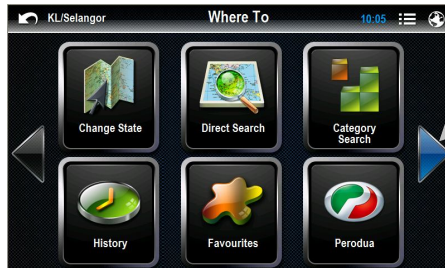 KL/Selangor
Where To
10:05
Change State
Direct Search
Category
Search
History
Favourites
Perodua